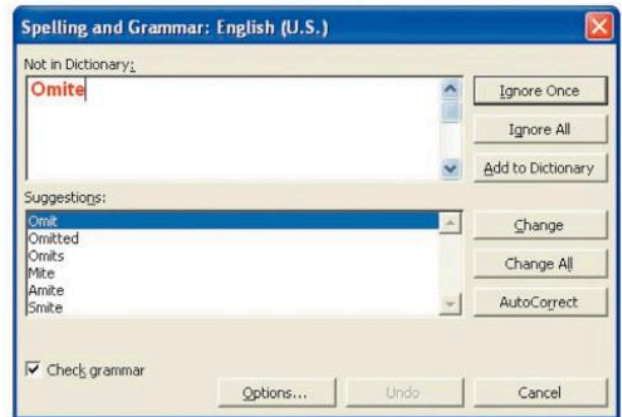 Spelling and Grammar: English (U.S.)
Not in Dictionary:
Omite
Ignore Once
Ignore All
Add to Dictionary
Suggestions:
Omit
Omitted
Omits
Mite
Amite
Smite
Change
Change All
AutoCorrect
Check grammar
Options...
Undo
Cancel